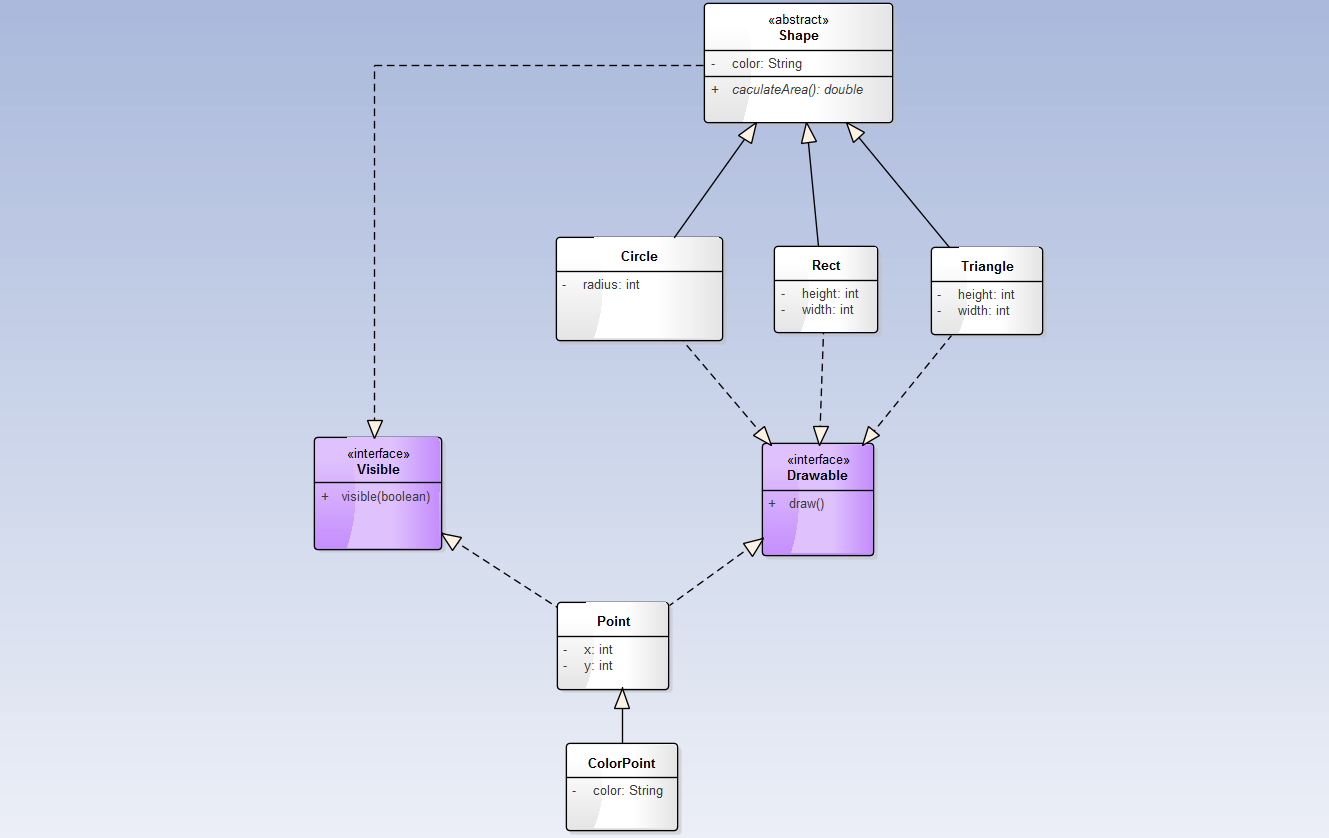 «abstract»
Shape
- color: String
+ caculateArea(): double
Circle
- radius: int
Rect
- height: int
- width: int
Triangle
- height: int
- width: int
«interface»
Visible
+ visible(boolean)
«interface»
Drawable
+ draw()
Point
- x: int
- y: int
ColorPoint
- color: String